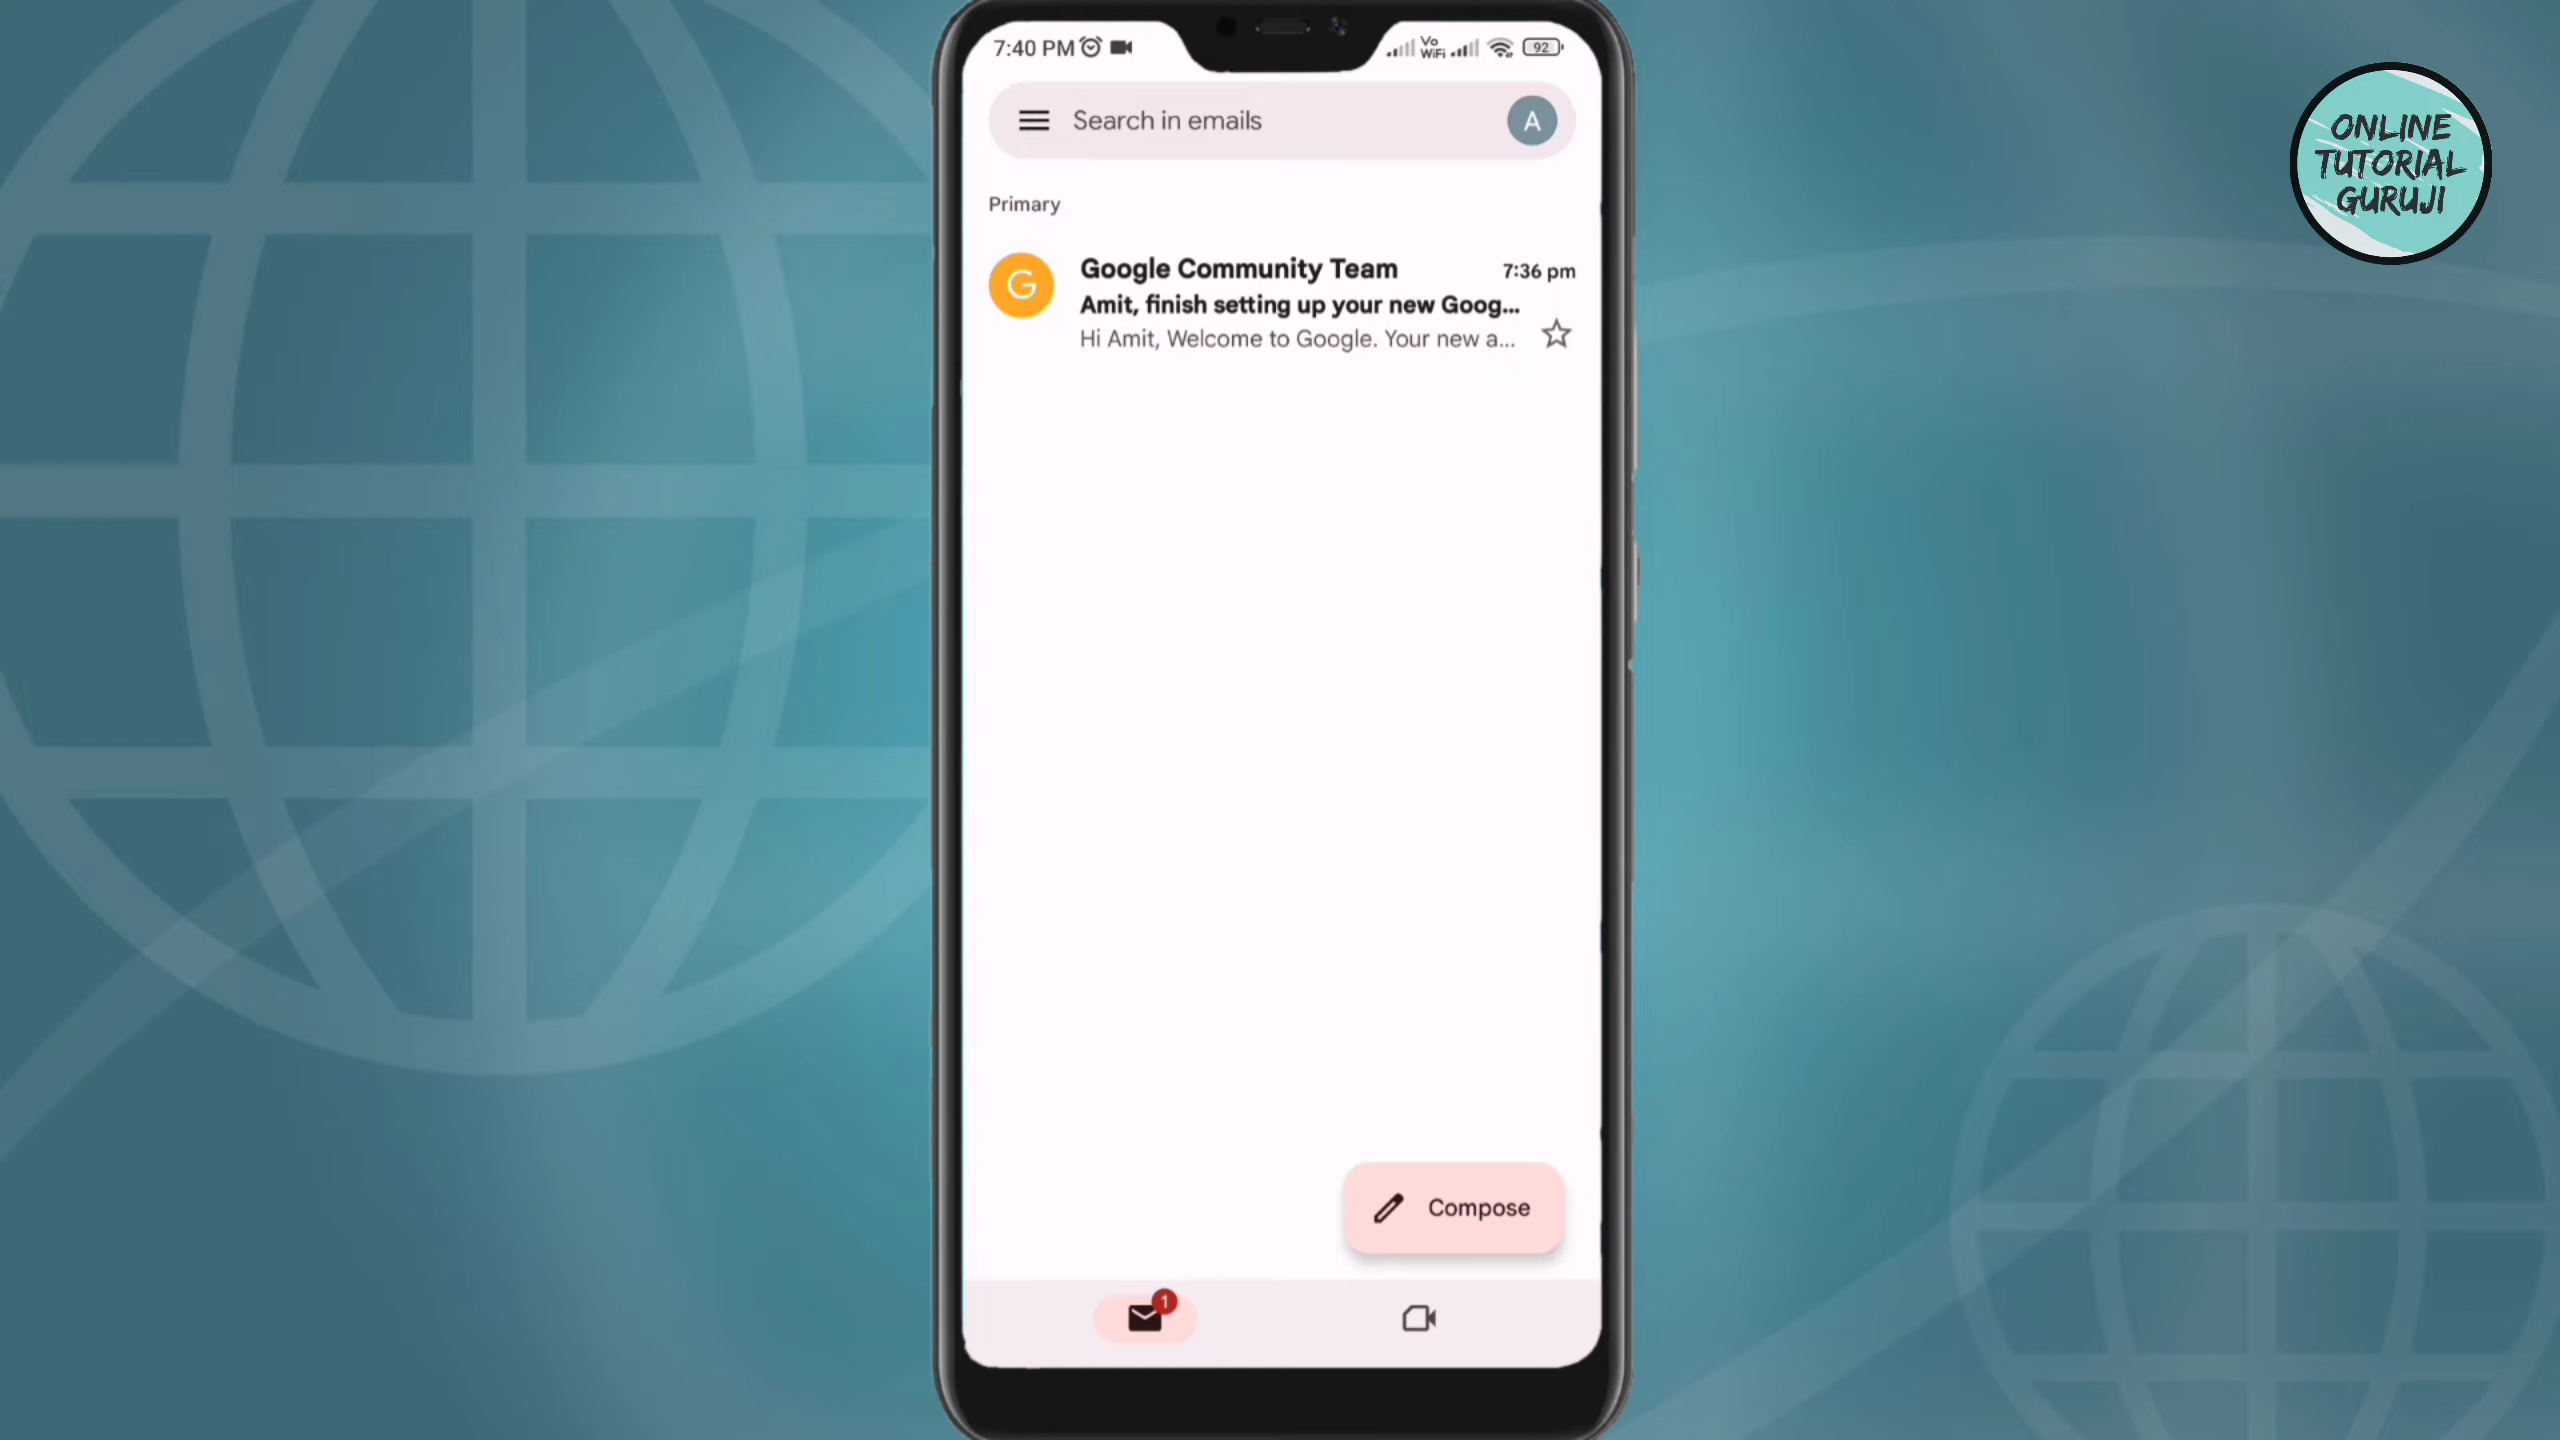 7:40 PM
Vo
WiFi
92
Search in emails
A
ONLINE
TUTORIAL
GURUJI
Primary
G
Google Community Team
7:36 pm
Amit, finish setting up your new Goog...
Hi Amit, Welcome to Google. Your new a...
Compose
1